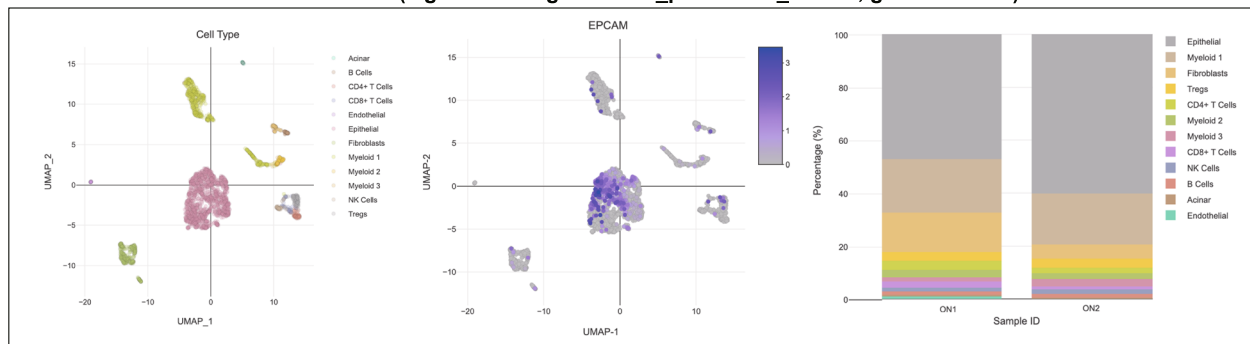 Cell Type
15
10
5
0
−5
−10
−20
−10
0
10
UMAP_2
UMAP_1
Acinar
B Cells
CD4+ T Cells
CD8+ T Cells
Endothelial
Epithelial
Fibroblasts
Myeloid 1
Myeloid 2
Myeloid 3
NK Cells
Tregs
EPCAM
15
10
5
0
−5
−10
−20
−10
0
10
UMAP-2
UMAP-1
3
2
1
0
100
80
60
40
20
0
Percentage (%)
ON1
ON2
Sample ID
Epithelial
Myeloid 1
Fibroblasts
Tregs
CD4+ T Cells
Myeloid 2
Myeloid 3
CD8+ T Cells
NK Cells
B Cells
Acinar
Endothelial